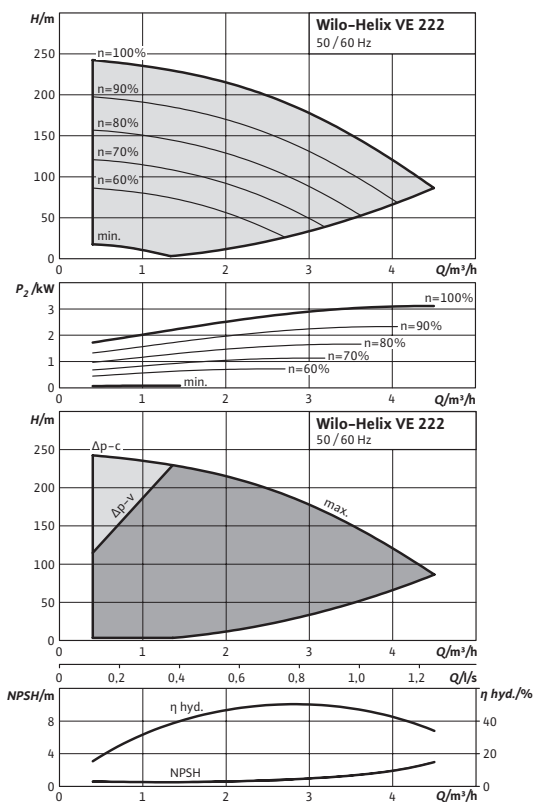 H/m
Wilo-Helix VE 222
50 / 60 Hz
250
n=100%
200
n=90%
150
n=80%
n=70%
100
n=60%
50
min.
0
0 1 2 3 4 Q/m³/h
P₂/kW
n=100%
3
n=90%
2
n=80%
1
n=70%
n=60%
0
min.
0 1 2 3 4 Q/m³/h
H/m
Wilo-Helix VE 222
50 / 60 Hz
250
Δp-c
200
Δp-v
max.
150
100
50
0
0 1 2 3 4 Q/m³/h
0 0,2 0,4 0,6 0,8 1,0 1,2 Q/l/s
NPSH/m
η hyd./%
η hyd.
8 40
4 20
NPSH
0 0
0 1 2 3 4 Q/m³/h